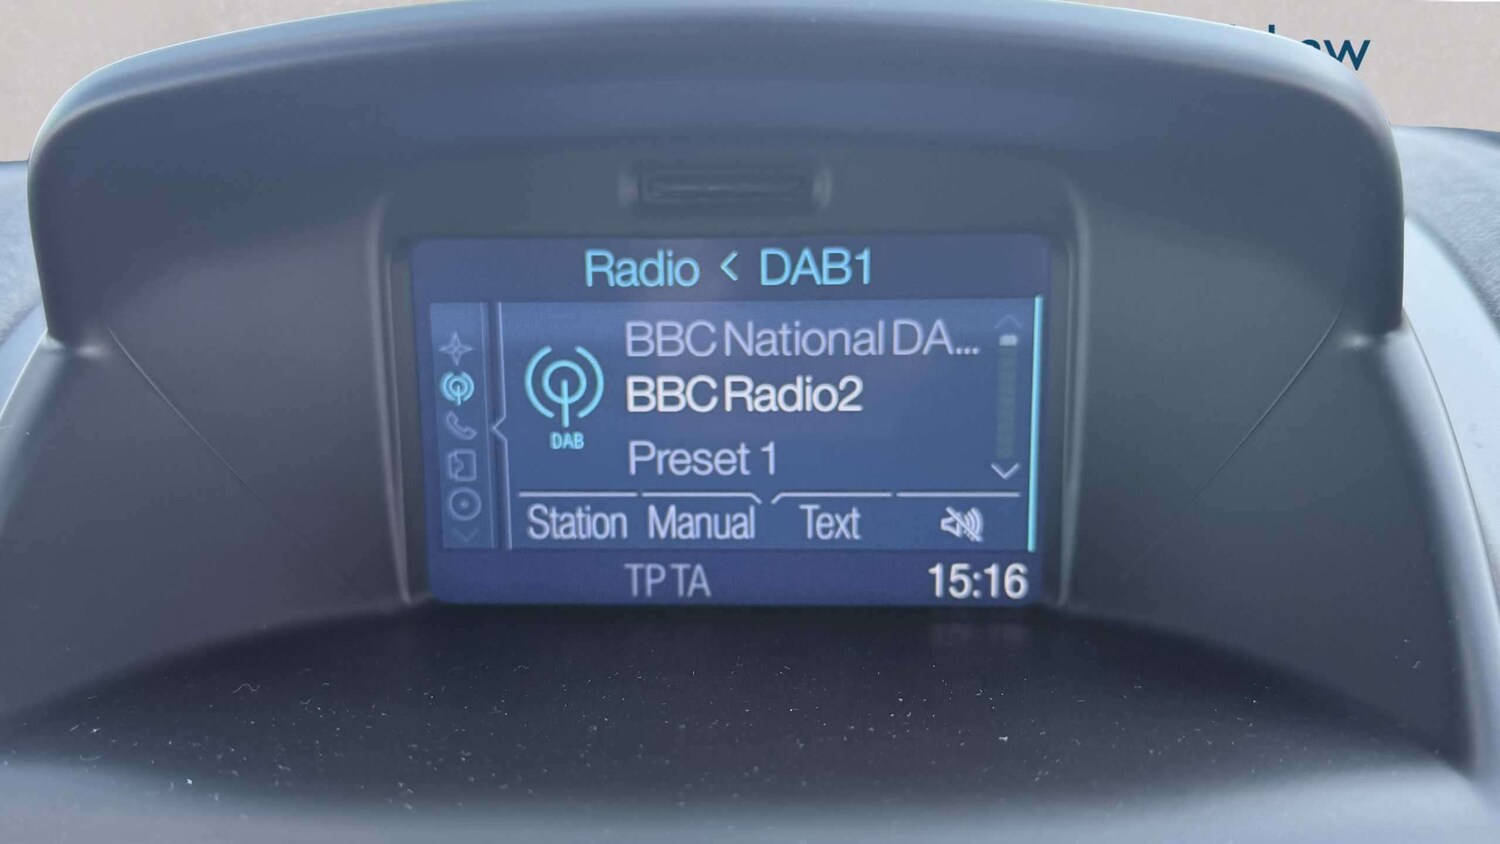 Radio < DAB1
BBC National DA...
BBC Radio2
DAB
Preset 1
Station Manual Text
TP TA
15:16